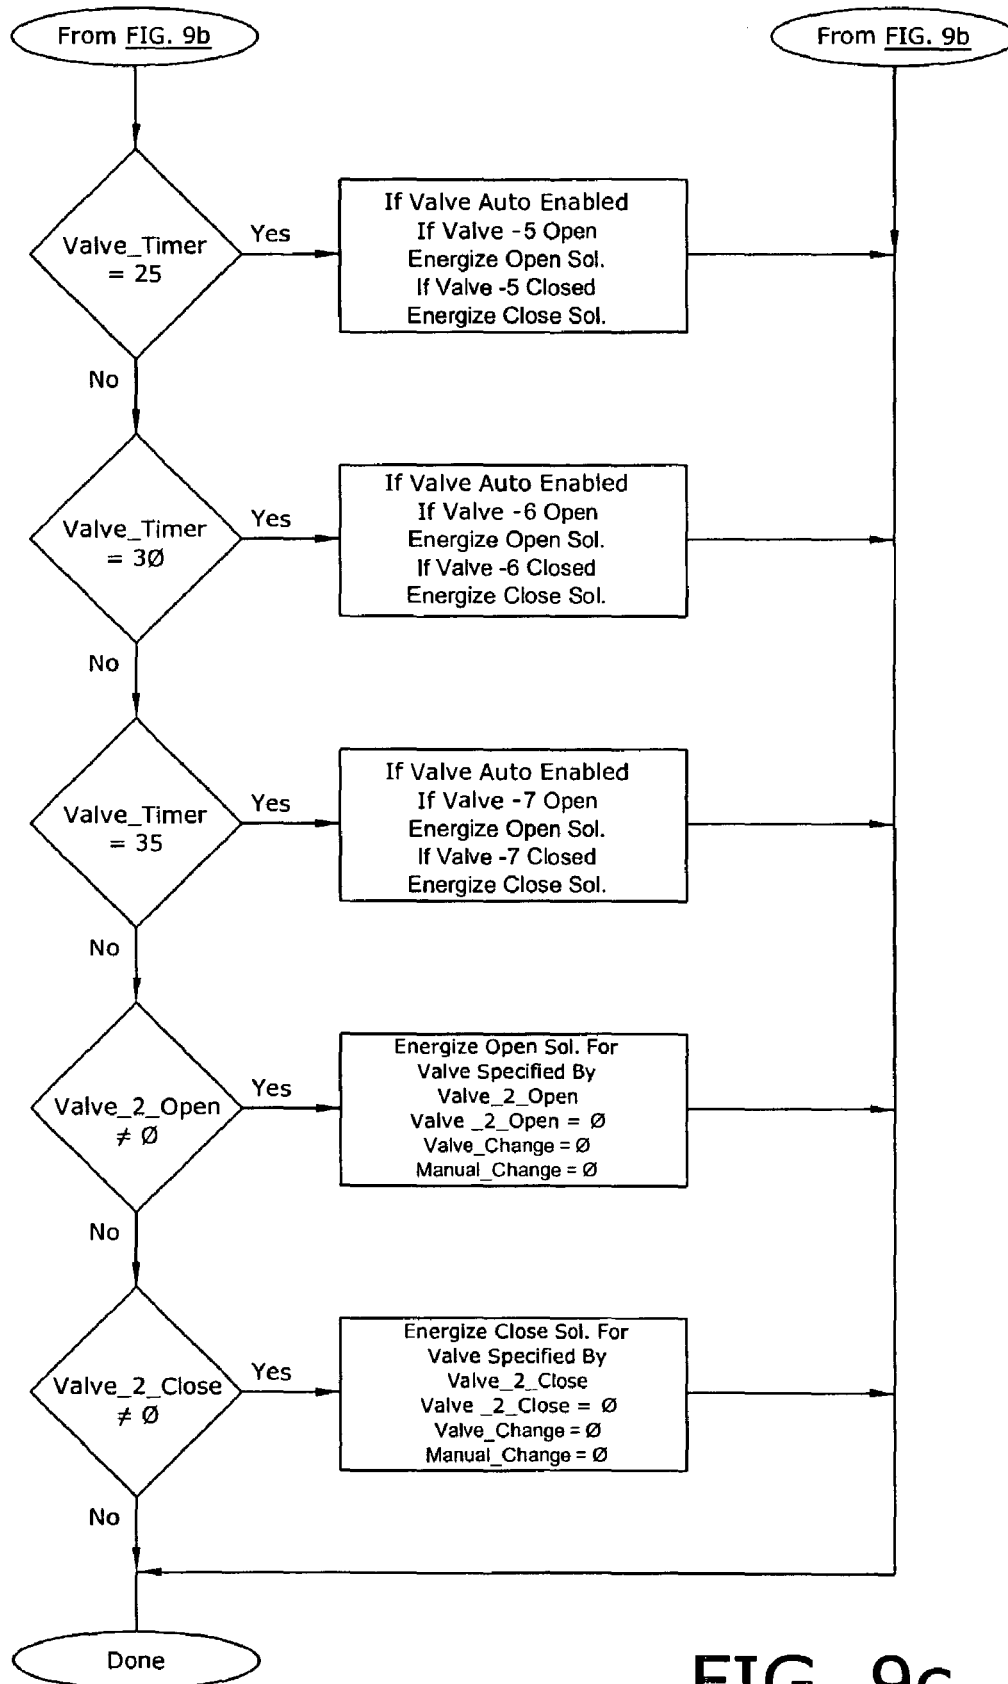 From FIG. 9b
From FIG. 9b
Valve_Timer
= 25
Yes
If Valve Auto Enabled
If Valve -5 Open
Energize Open Sol.
If Valve -5 Closed
Energize Close Sol.
No
Valve_Timer
= 3Ø
Yes
If Valve Auto Enabled
If Valve -6 Open
Energize Open Sol.
If Valve -6 Closed
Energize Close Sol.
No
Valve_Timer
= 35
Yes
If Valve Auto Enabled
If Valve -7 Open
Energize Open Sol.
If Valve -7 Closed
Energize Close Sol.
No
Valve_2_Open
≠ Ø
Yes
Energize Open Sol. For
Valve Specified By
Valve_2_Open
Valve _2_Open = Ø
Valve_Change = Ø
Manual_Change = Ø
No
Valve_2_Close
≠ Ø
Yes
Energize Close Sol. For
Valve Specified By
Valve_2_Close
Valve _2_Close = Ø
Valve_Change = Ø
Manual_Change = Ø
No
Done
FIG. 9c